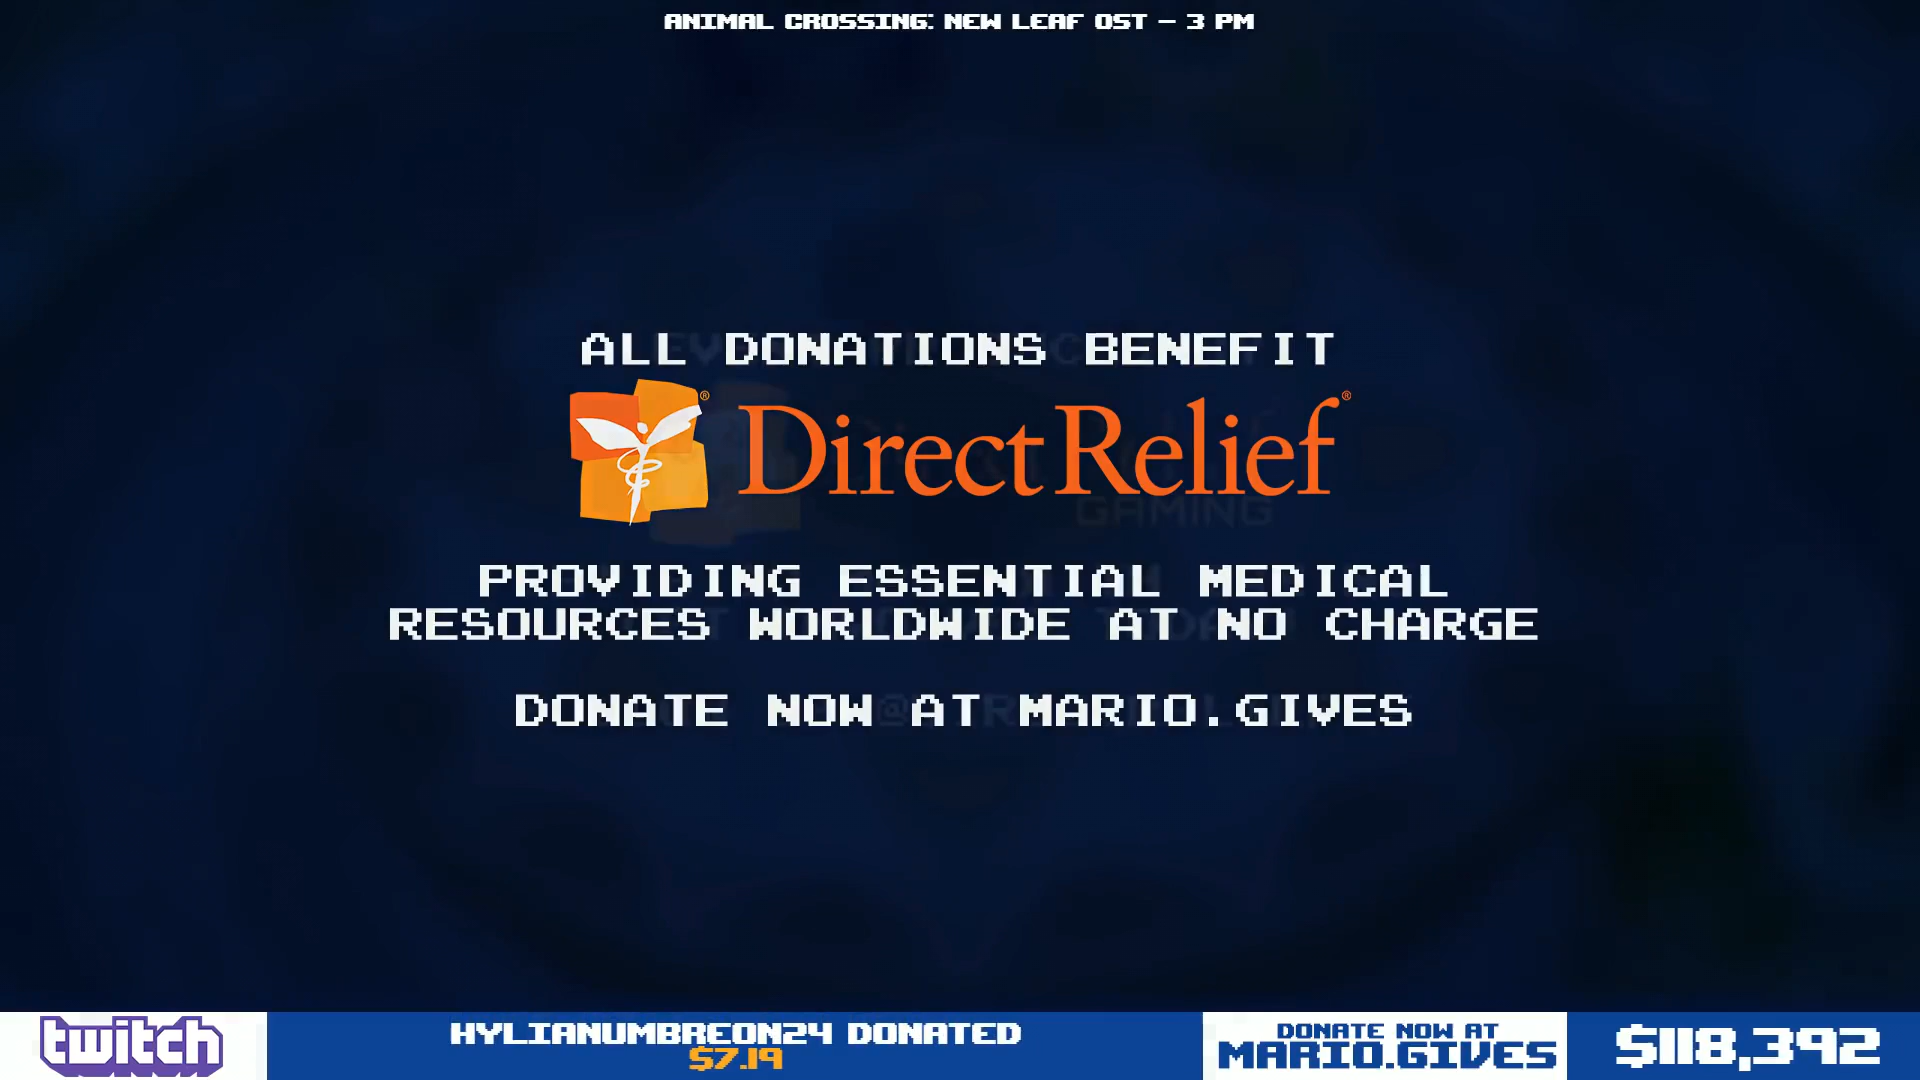 ANIMAL CROSSING: NEW LEAF OST – 3 PM
ALL DONATIONS BENEFIT
DirectRelief®
GAMING
PROVIDING ESSENTIAL MEDICAL
RESOURCES WORLDWIDE AT NO CHARGE
DONATE NOW AT MARIO.GIVES
twitch
HYLIANUMBREON24 DONATED
$7.19
DONATE NOW AT
MARIO.GIVES
$118,392